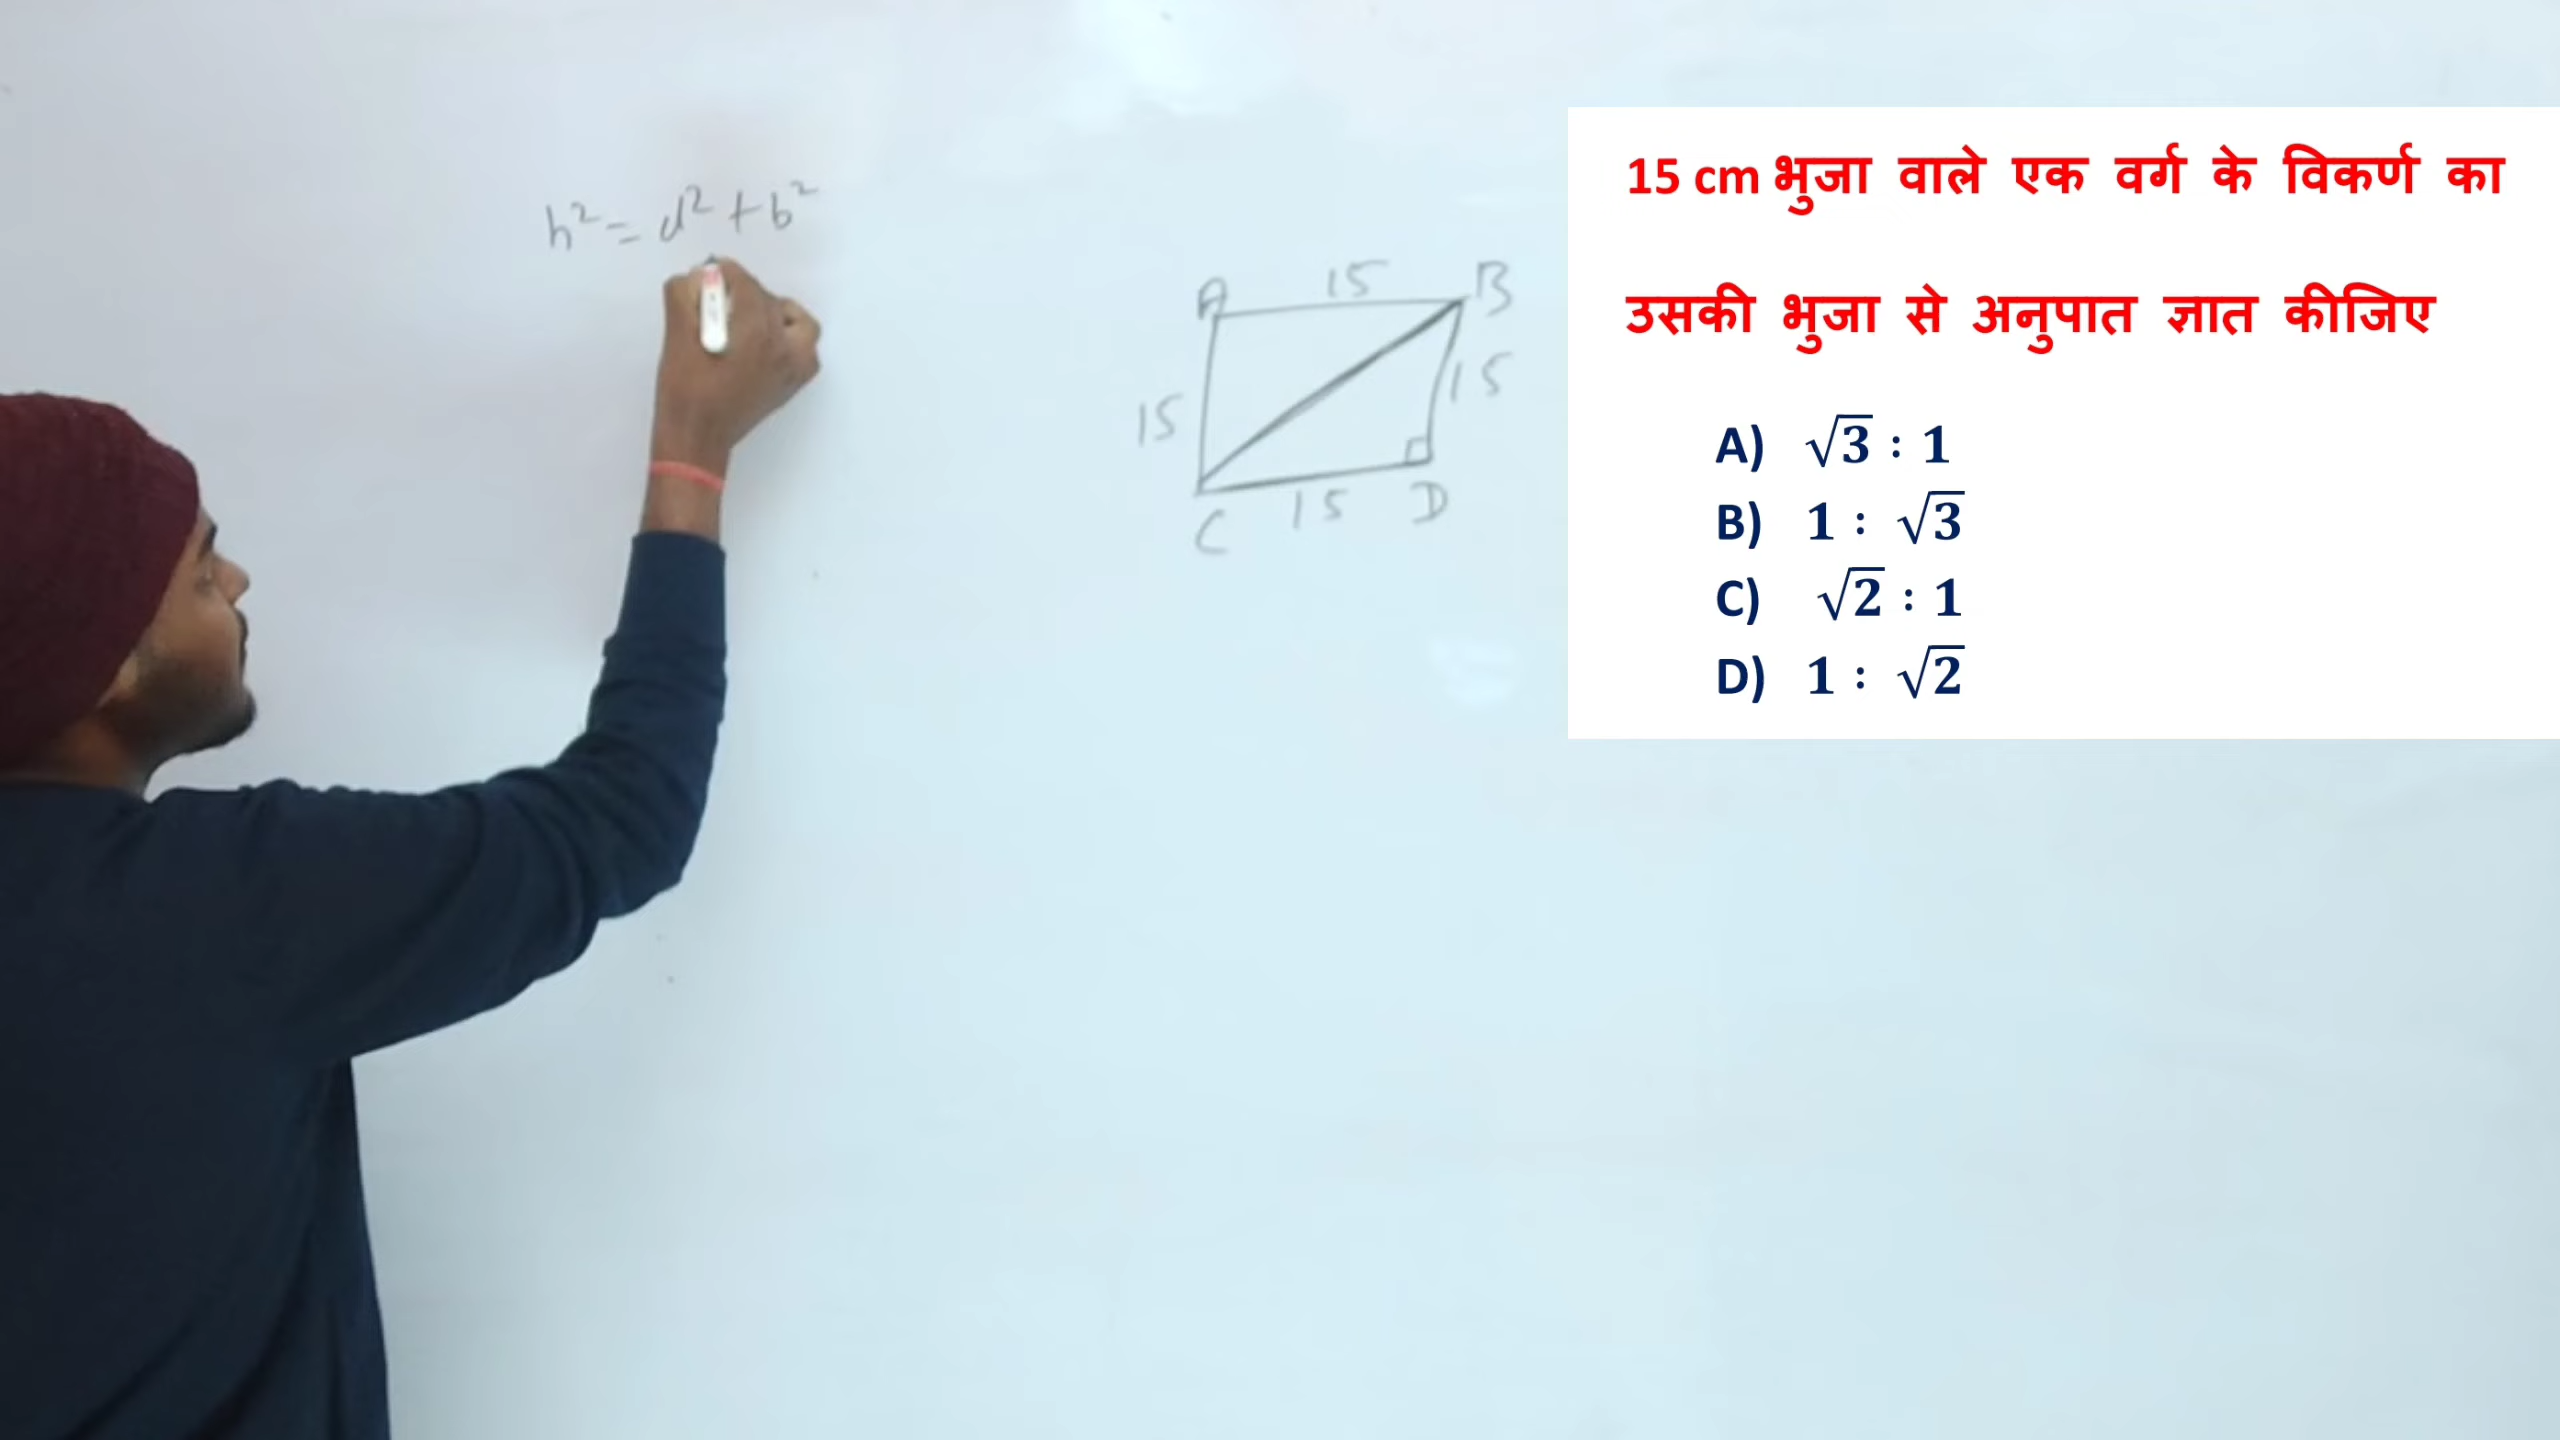 h² = d² + b²
A 15 B
15 15
C 15 D
15 cm भुजा वाले एक वर्ग के विकर्ण का
उसकी भुजा से अनुपात ज्ञात कीजिए
A) √3 : 1
B) 1 : √3
C) √2 : 1
D) 1 : √2